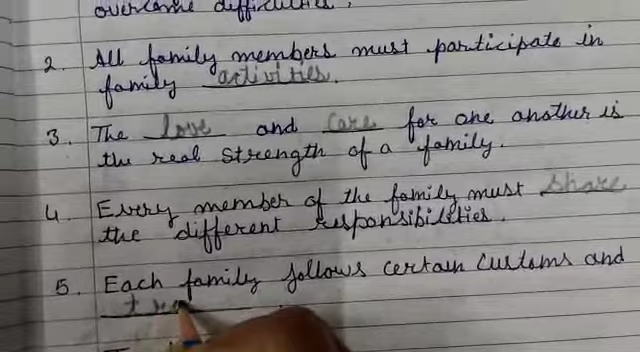 overcome difficulties.
2. All family members must participate in
family activities.
3. The love and care for one another is
the real strength of a family.
4. Every member of the family must share
the different responsibilities.
5. Each family follows certain customs and